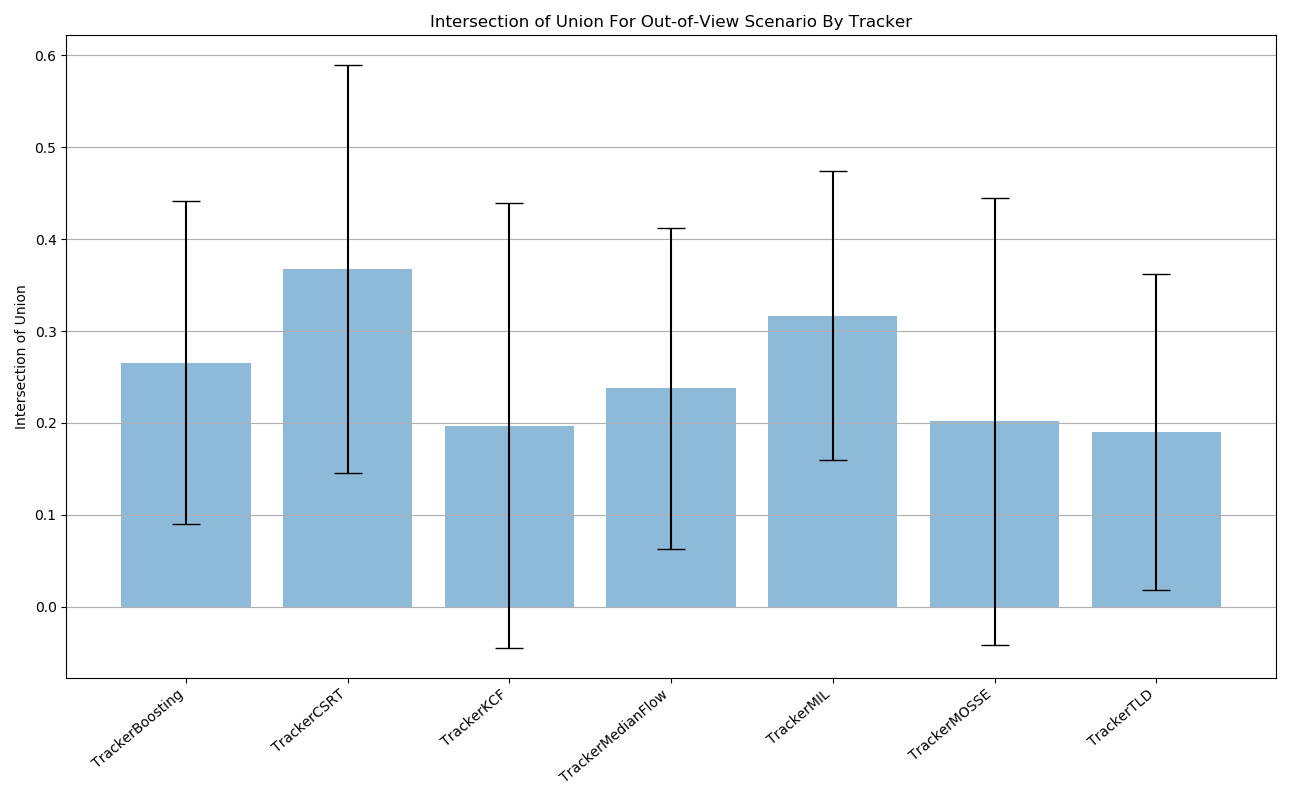 Intersection of Union For Out-of-View Scenario By Tracker
Intersection of Union
0.6
0.5
0.4
0.3
0.2
0.1
0.0
TrackerBoosting
TrackerCSRT
TrackerKCF
TrackerMedianFlow
TrackerMIL
TrackerMOSSE
TrackerTLD